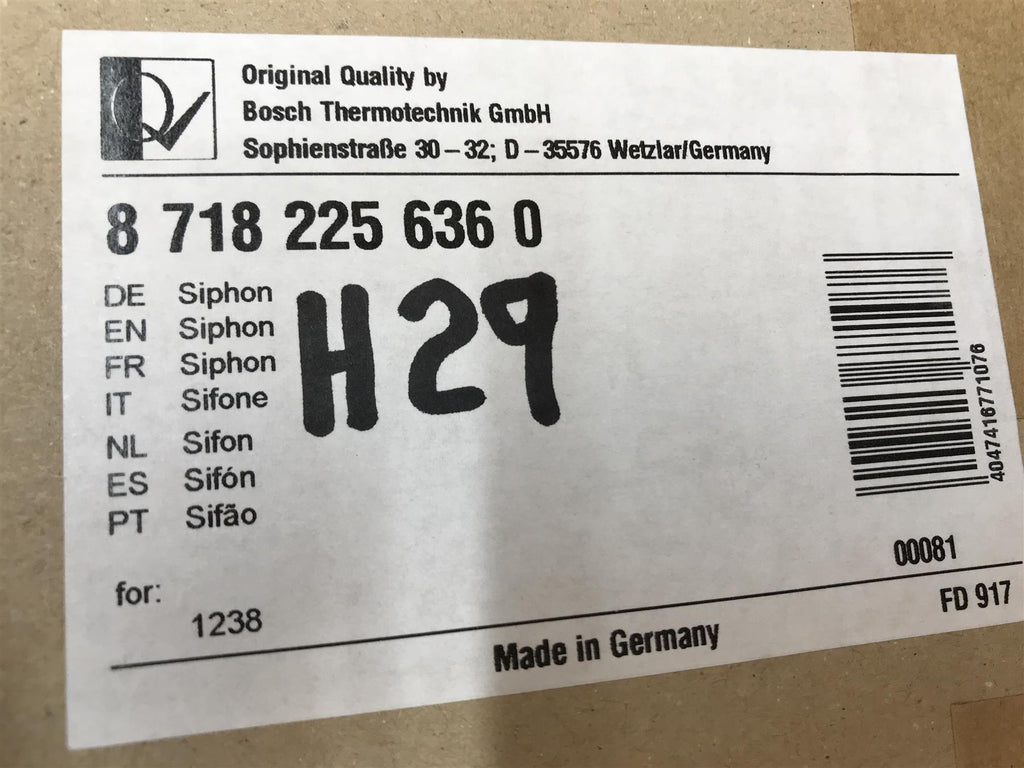 Original Quality by
Bosch Thermotechnik GmbH
Sophienstraße 30 – 32; D – 35576 Wetzlar/Germany
8 718 225 636 0
DE Siphon
EN Siphon
FR Siphon
IT Sifone
NL Sifon
ES Sifón
PT Sifão
H29
4047416771076
for:
1238
00081
FD 917
Made in Germany